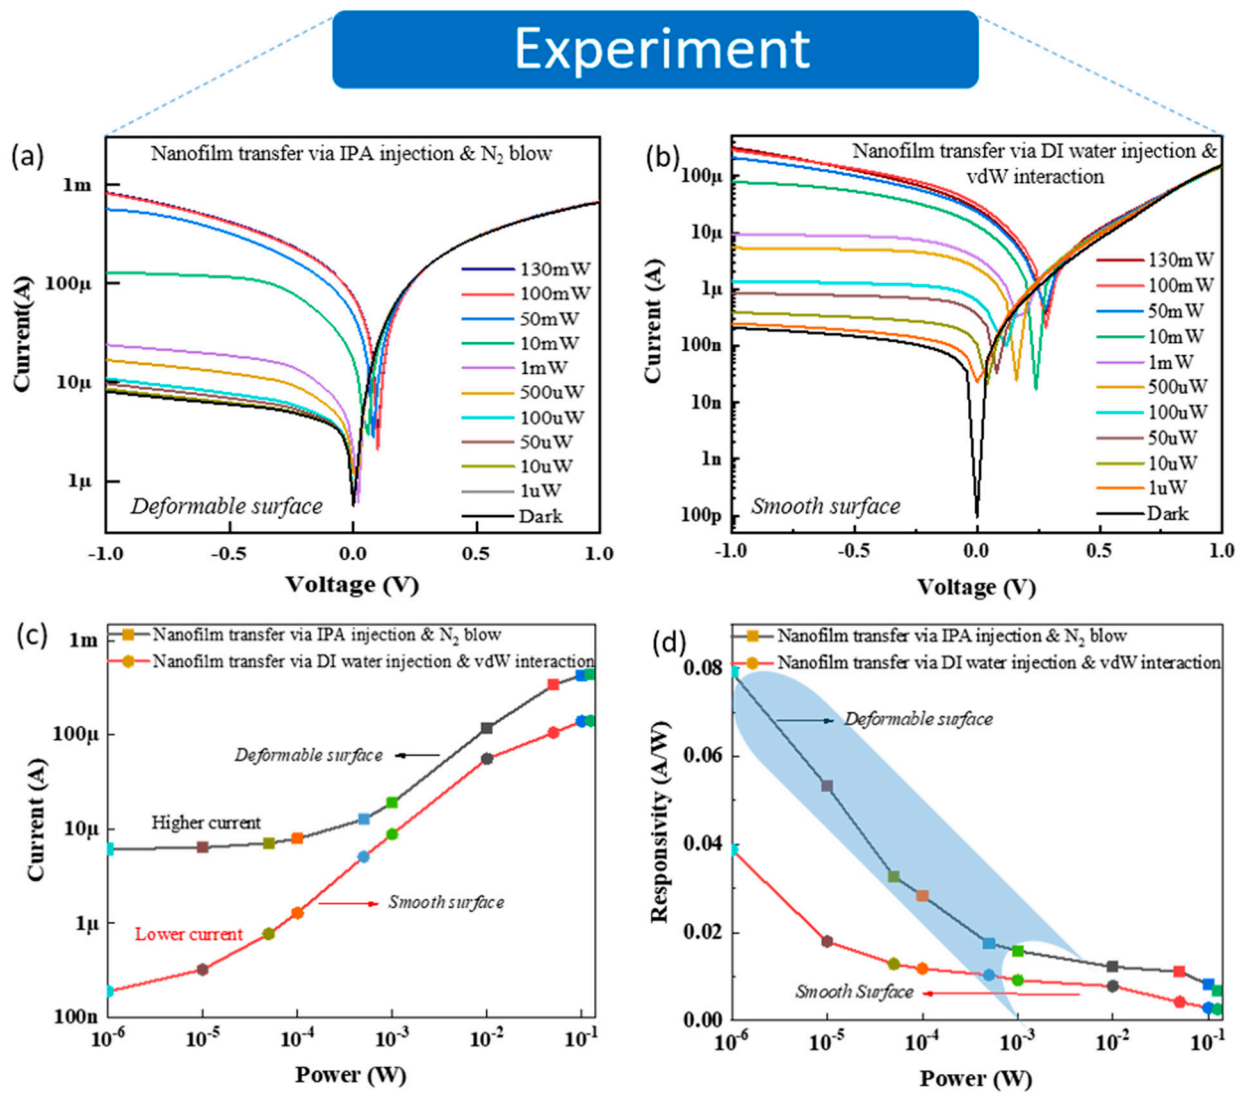 Experiment
(a)
Nanofilm transfer via IPA injection & N₂ blow
1m
100µ
10µ
1µ
Current(A)
130mW
100mW
50mW
10mW
1mW
500uW
100uW
50uW
10uW
1uW
Dark
Deformable surface
-1.0
-0.5
0.0
0.5
1.0
Voltage (V)
(b)
Nanofilm transfer via DI water injection &
vdW interaction
100µ
10µ
1µ
100n
10n
1n
100p
Current (A)
130mW
100mW
50mW
10mW
1mW
500uW
100uW
50uW
10uW
1uW
Dark
Smooth surface
-1.0
-0.5
0.0
0.5
1.0
Voltage (V)
(c)
Nanofilm transfer via IPA injection & N₂ blow
Nanofilm transfer via DI water injection & vdW interaction
1m
100µ
10µ
1µ
100n
Current (A)
Deformable surface
Higher current
Smooth surface
Lower current
10⁻⁶
10⁻⁵
10⁻⁴
10⁻³
10⁻²
10⁻¹
Power (W)
(d)
Nanofilm transfer via IPA injection & N₂ blow
Nanofilm transfer via DI water injection & vdW interaction
0.08
0.06
0.04
0.02
0.00
Responsivity (A/W)
Deformable surface
Smooth Surface
10⁻⁶
10⁻⁵
10⁻⁴
10⁻³
10⁻²
10⁻¹
Power (W)